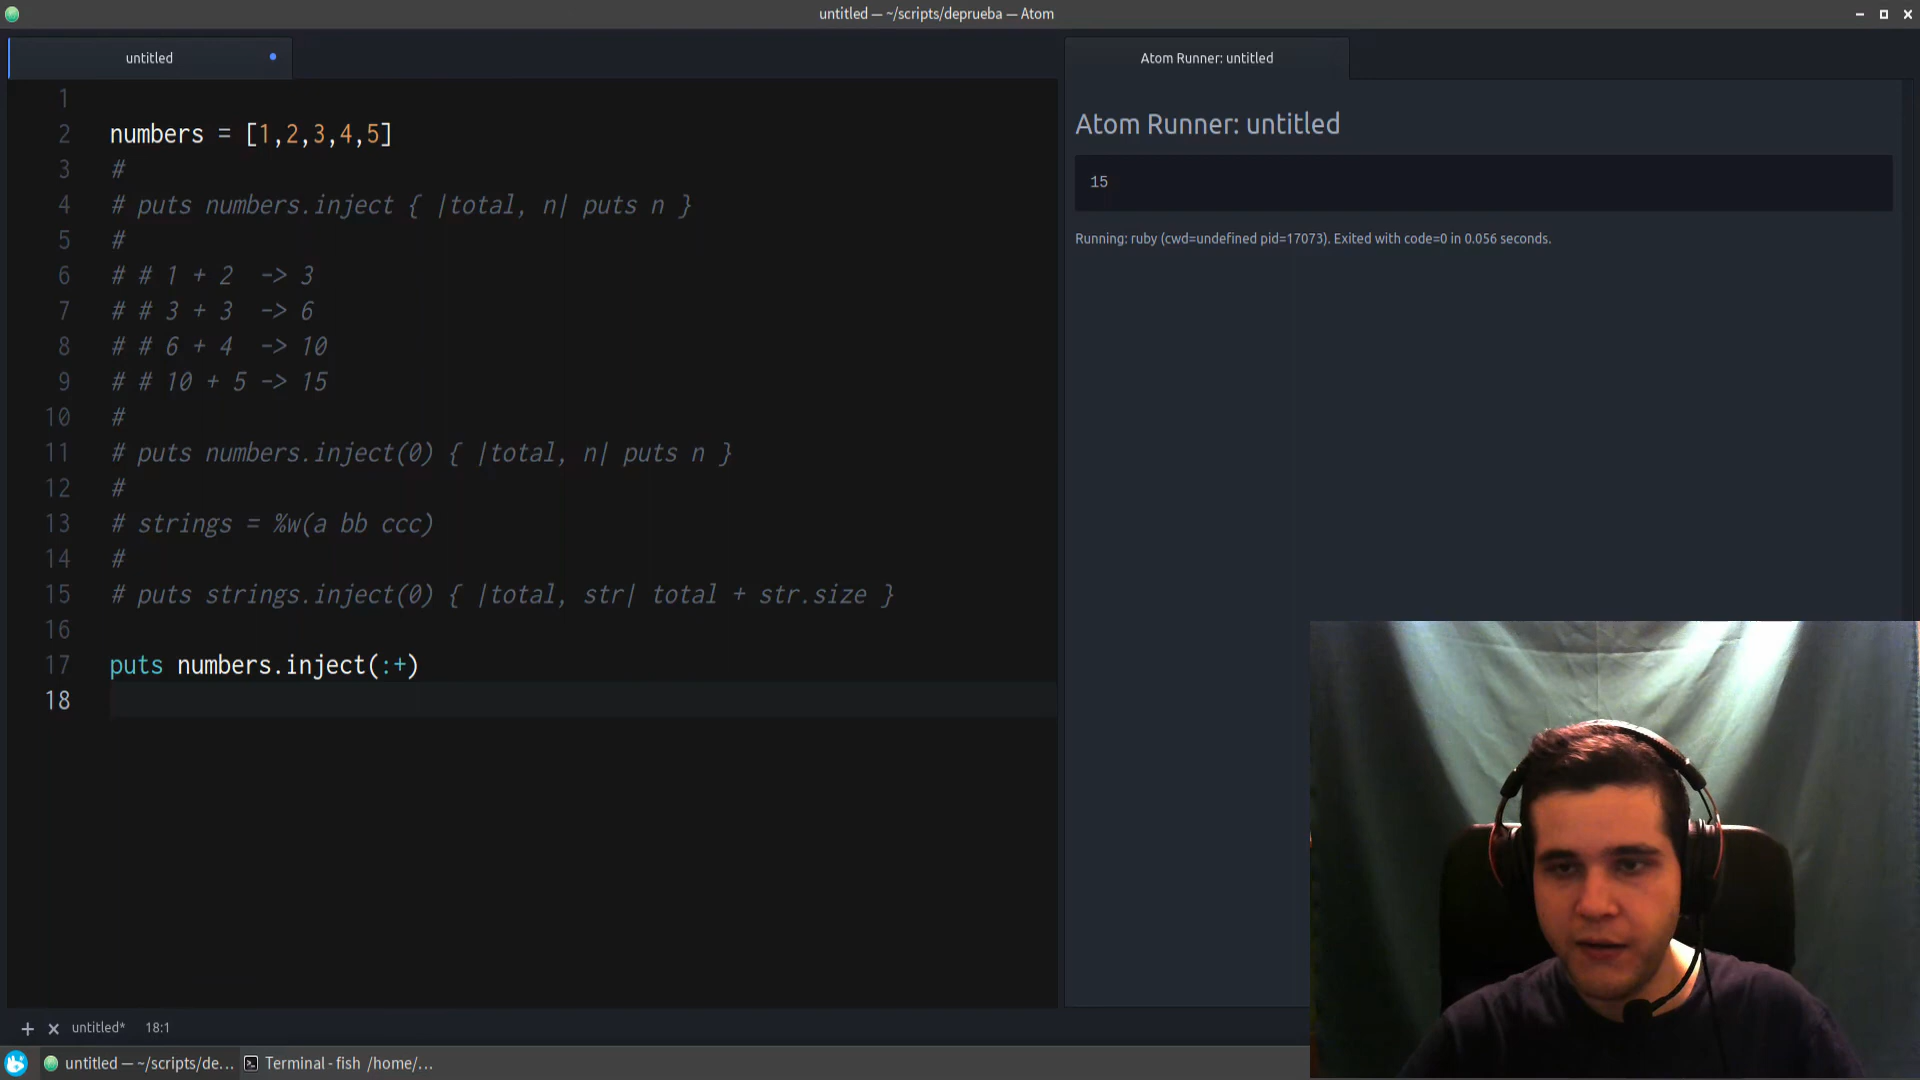 untitled — ~/scripts/deprueba — Atom
untitled
Atom Runner: untitled
1
2 numbers = [1,2,3,4,5]
3 #
4 # puts numbers.inject { |total, n| puts n }
5 #
6 # # 1 + 2 -> 3
7 # # 3 + 3 -> 6
8 # # 6 + 4 -> 10
9 # # 10 + 5 -> 15
10 #
11 # puts numbers.inject(0) { |total, n| puts n }
12 #
13 # strings = %w(a bb ccc)
14 #
15 # puts strings.inject(0) { |total, str| total + str.size }
16
17 puts numbers.inject(:+)
18
Atom Runner: untitled
15
Running: ruby (cwd=undefined pid=17073). Exited with code=0 in 0.056 seconds.
untitled* 18:1
untitled — ~/scripts/de...
Terminal - fish /home/...